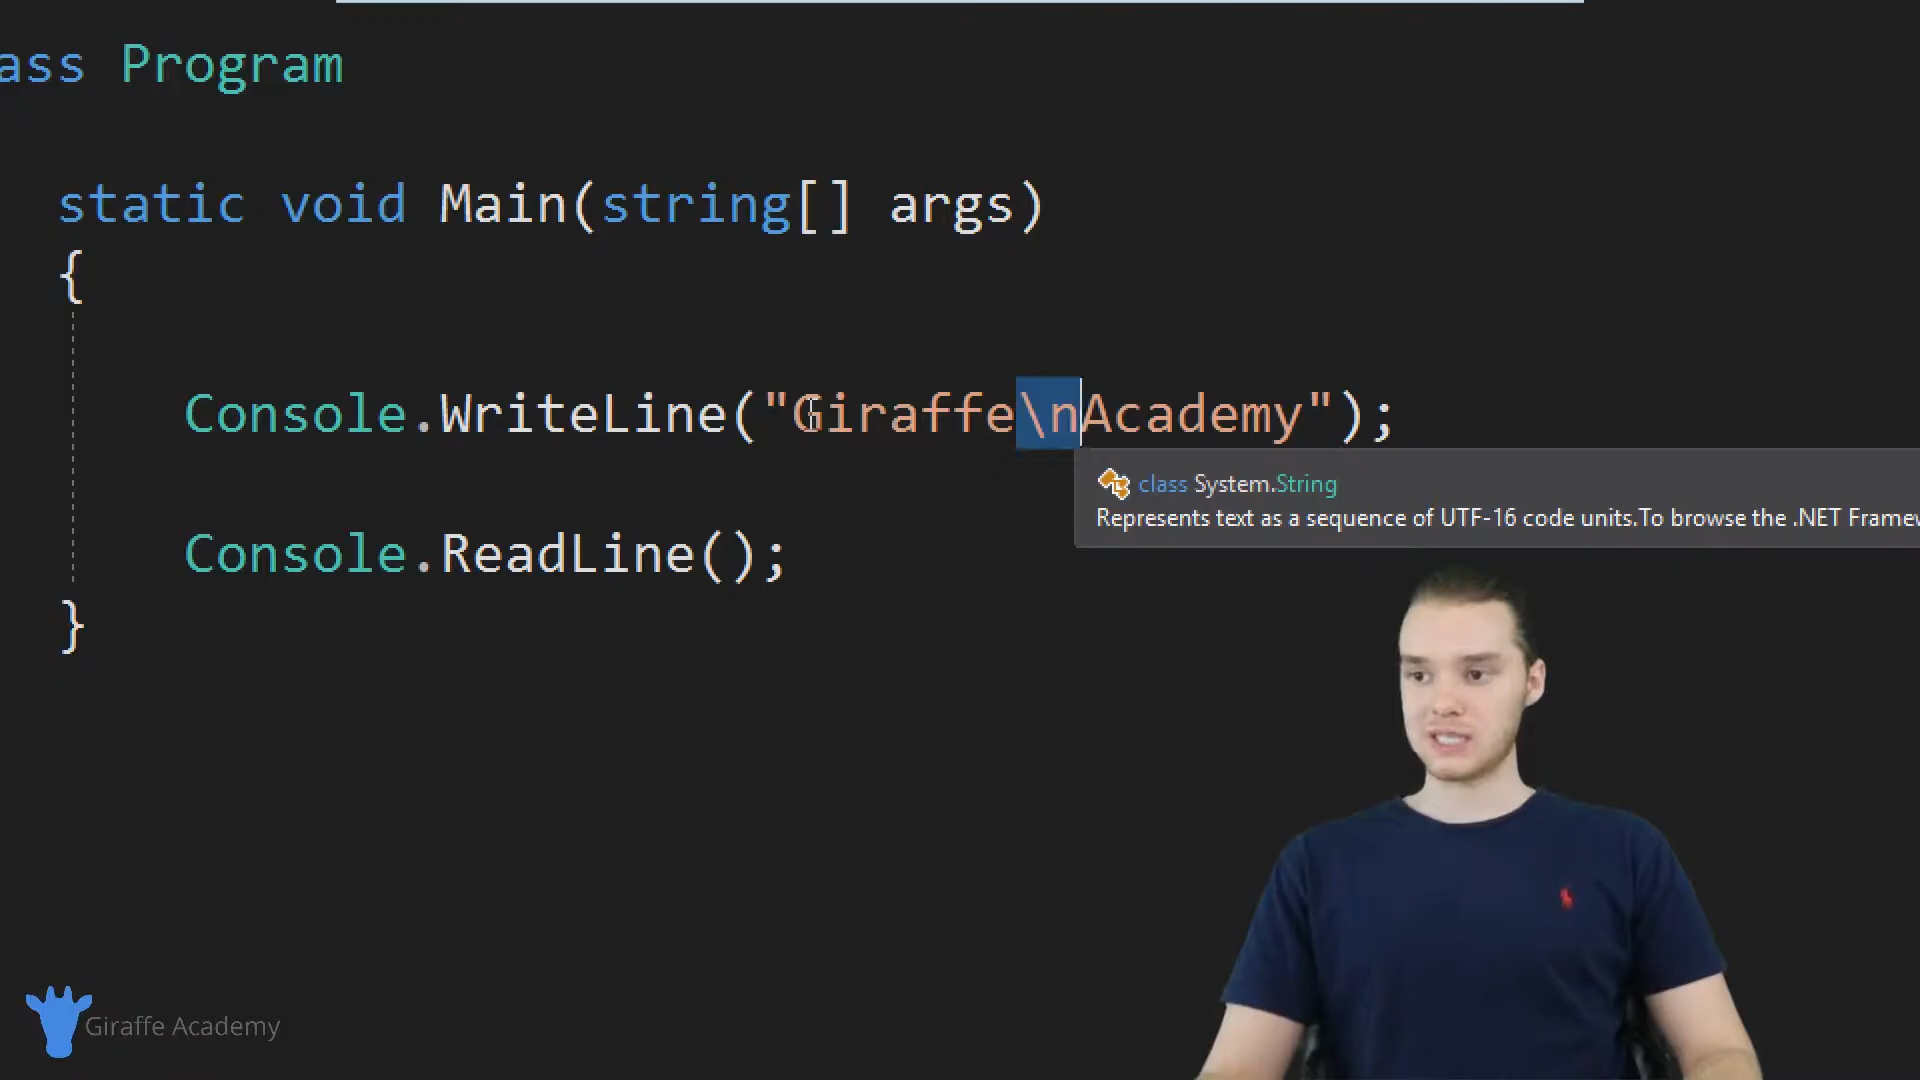 ass Program
static void Main(string[] args)
{
Console.WriteLine("Giraffe\nAcademy");
class System.String
Represents text as a sequence of UTF-16 code units.To browse the .NET Framew
Console.ReadLine();
}
Giraffe Academy